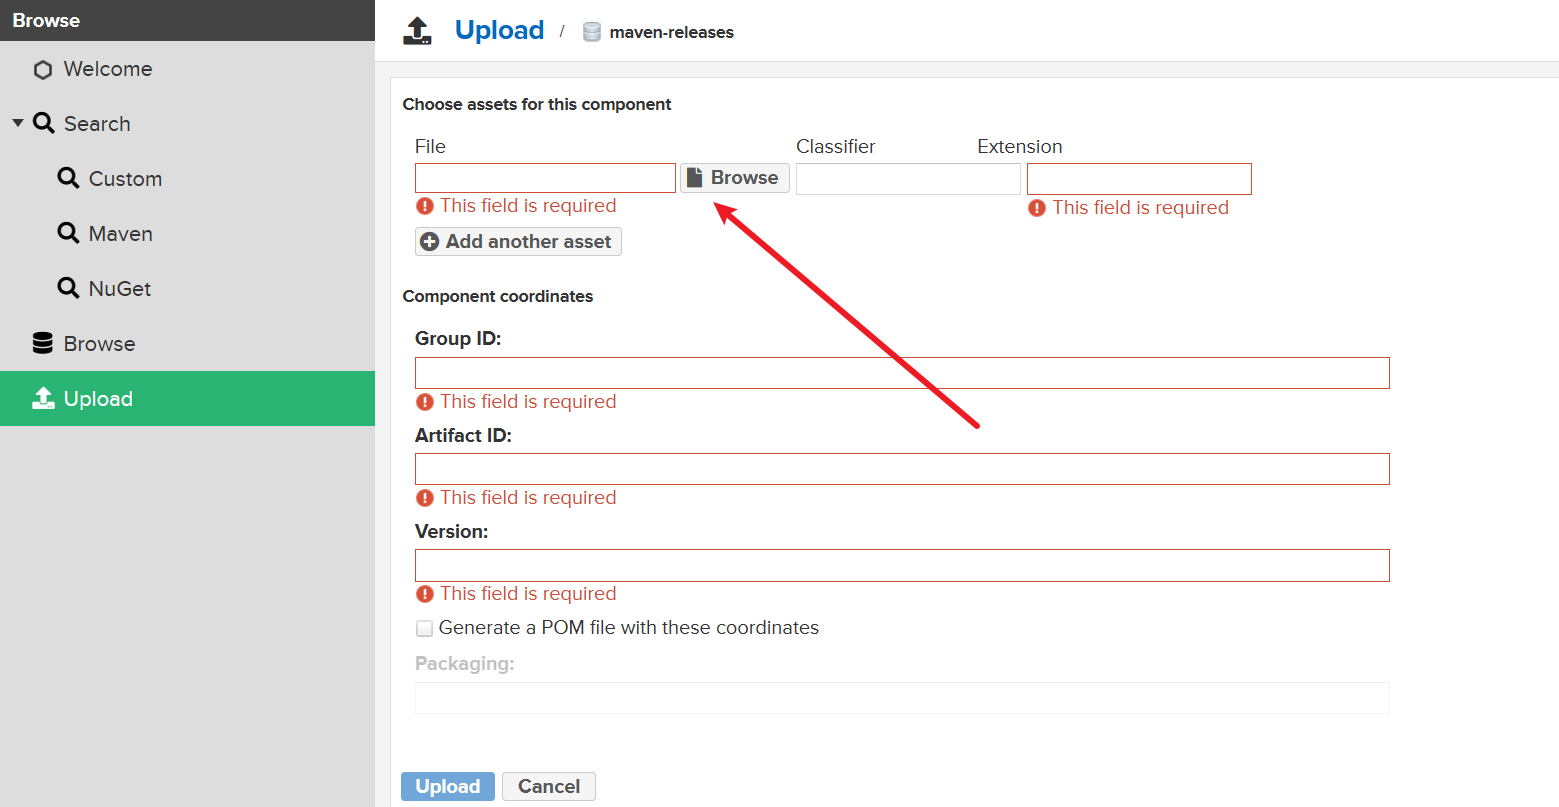 Browse
Welcome
Search
Custom
Maven
NuGet
Browse
Upload
Upload / maven-releases
Choose assets for this component
File Classifier Extension
Browse
This field is required This field is required
Add another asset
Component coordinates
Group ID:
This field is required
Artifact ID:
This field is required
Version:
This field is required
Generate a POM file with these coordinates
Packaging:
Upload Cancel